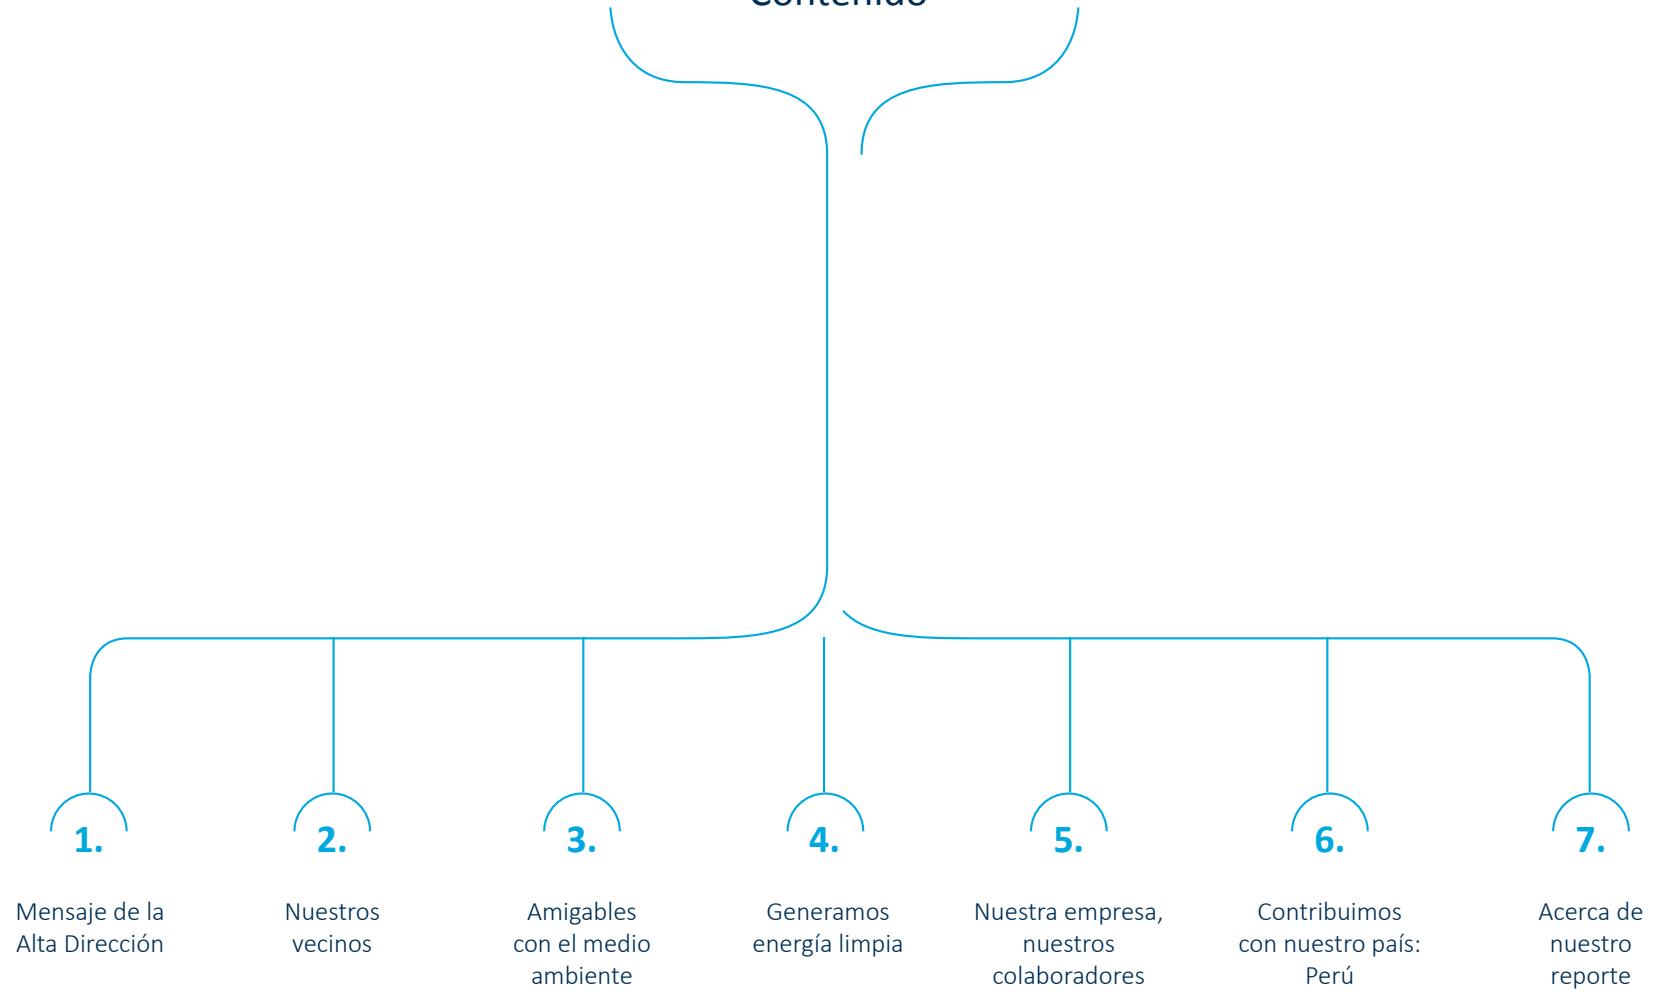 Contenido
1.
Mensaje de la
Alta Dirección
2.
Nuestros
vecinos
3.
Amigables
con el medio
ambiente
4.
Generamos
energía limpia
5.
Nuestra empresa,
nuestros
colaboradores
6.
Contribuimos
con nuestro país:
Perú
7.
Acerca de
nuestro
reporte